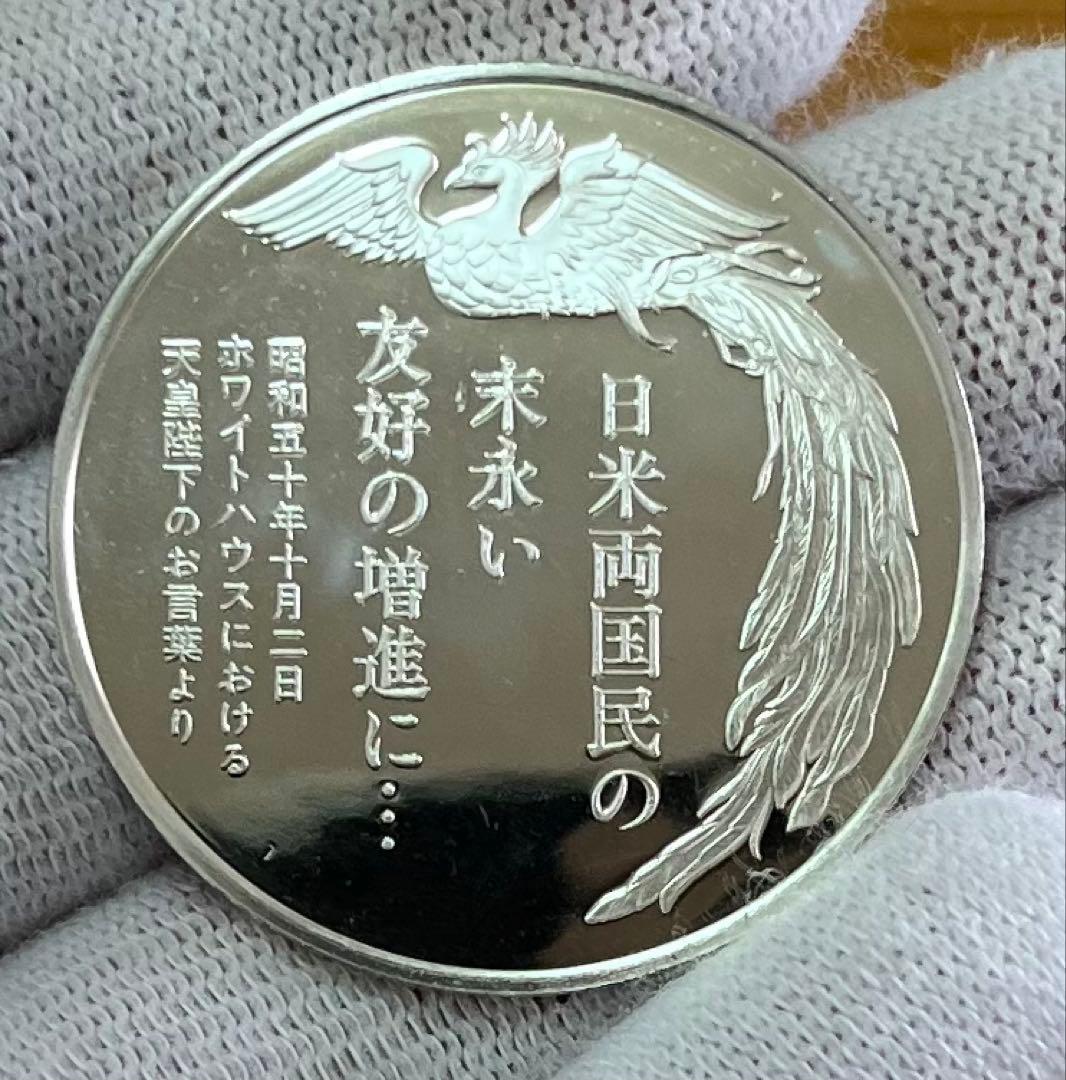 日米両国民の
末永い
友好の増進に…
昭和五十年十月二日
ホワイトハウスにおける
天皇陛下のお言葉より